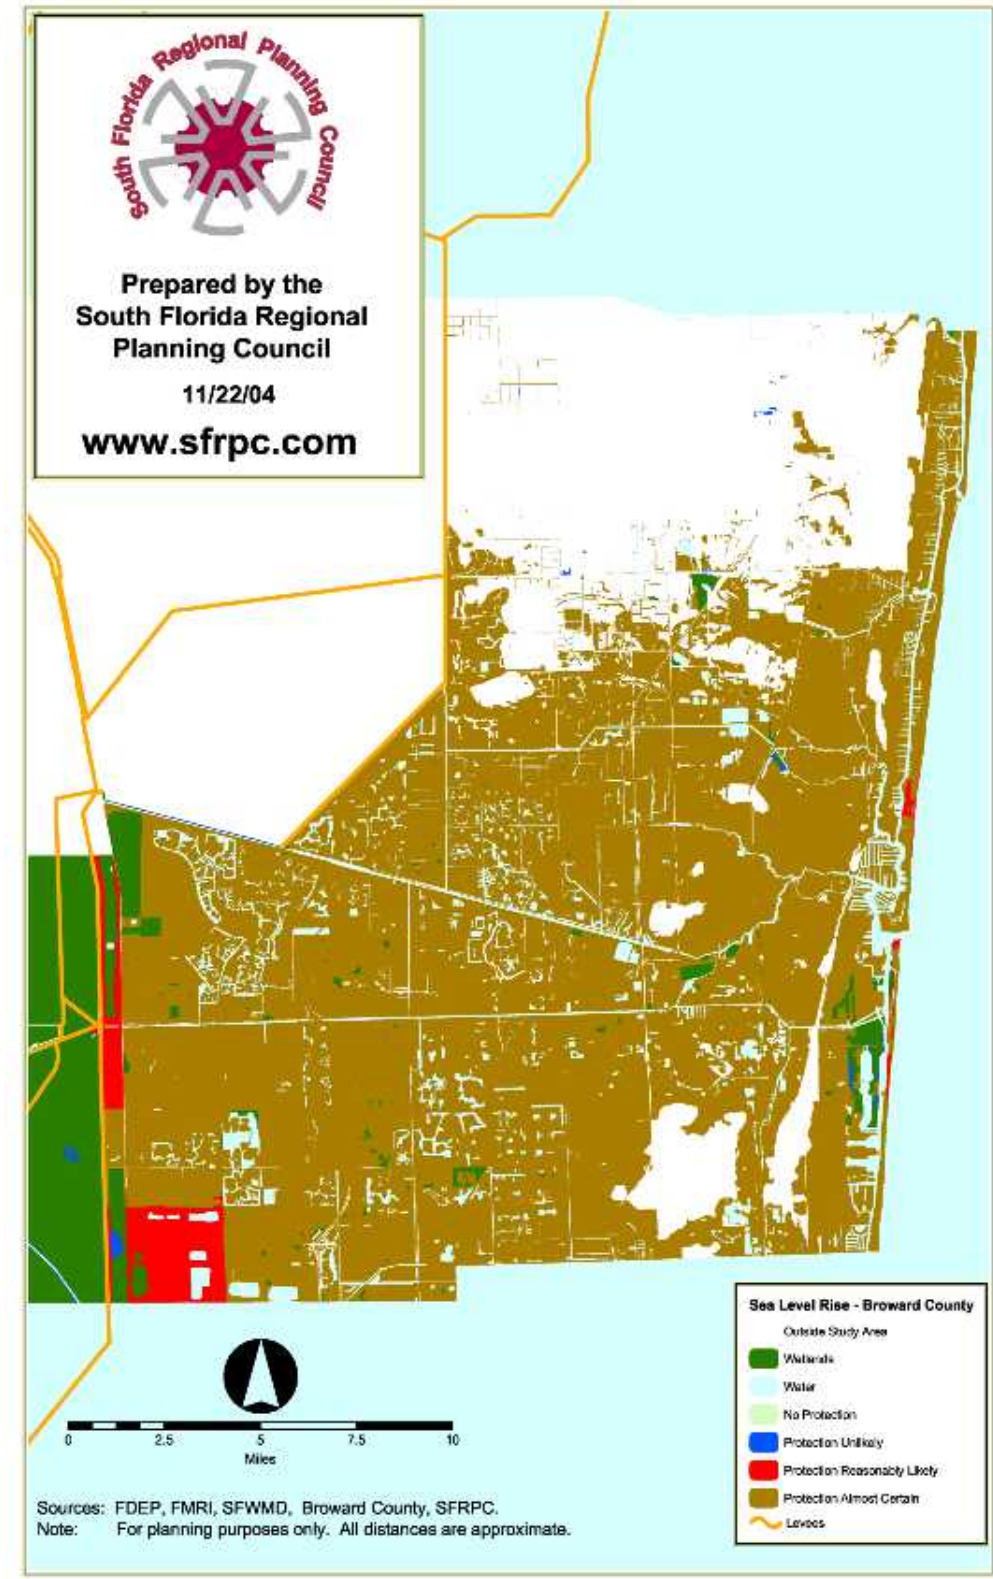 South Florida Regional Planning Council
Prepared by the
South Florida Regional
Planning Council
11/22/04
www.sfrpc.com
Sea Level Rise - Broward County
Outside Study Area
Wetlands
Water
No Protection
Protection Unlikely
Protection Reasonably Likely
Protection Almost Certain
Levees
0 2.5 5 7.5 10
Miles
Sources: FDEP, FMRI, SFWMD, Broward County, SFRPC.
Note: For planning purposes only. All distances are approximate.